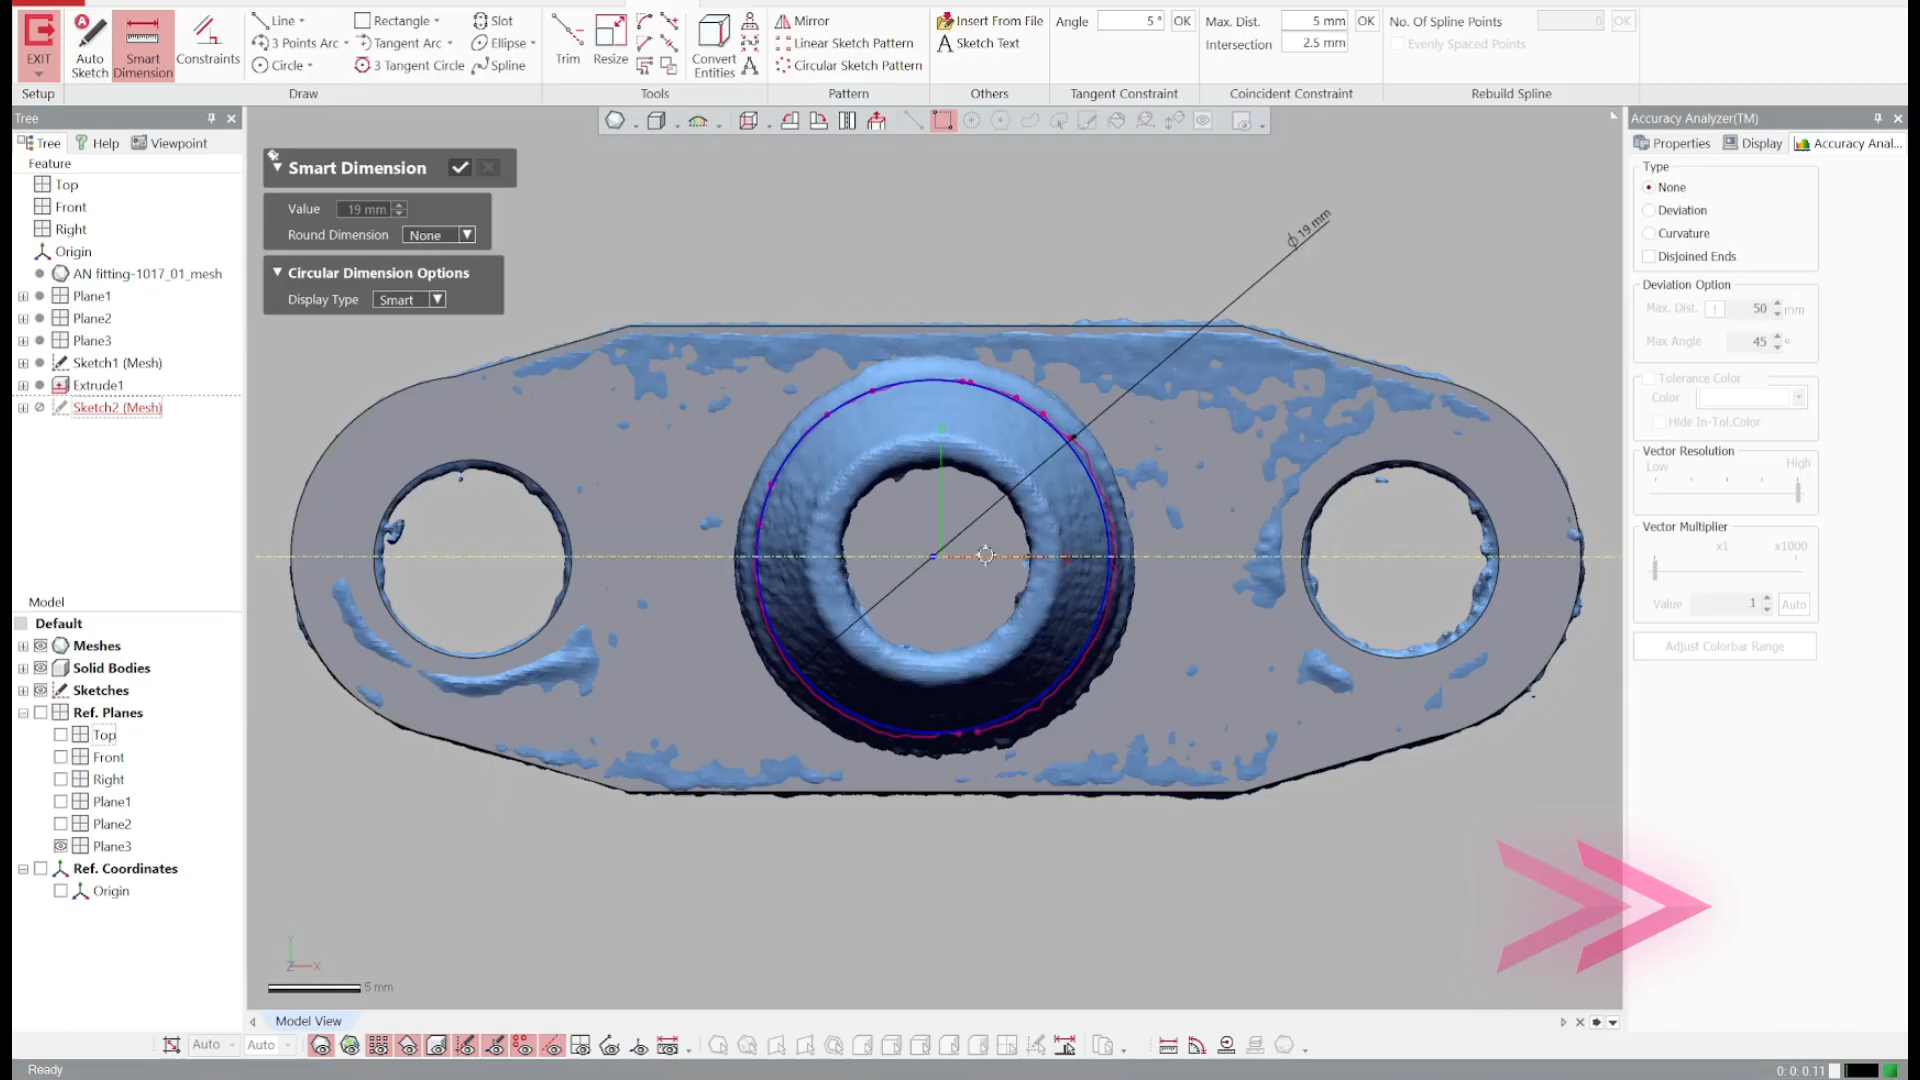 Line
3 Points Arc
Circle
Rectangle
Tangent Arc
3 Tangent Circle
Slot
Ellipse
Spline
Mirror
Linear Sketch Pattern
Circular Sketch Pattern
Insert From File
Sketch Text
Angle 5 ° OK
Max. Dist. 5 mm OK
Intersection 2.5 mm
No. Of Spline Points 0 OK
Evenly Spaced Points
EXIT
Auto Sketch
Smart Dimension
Constraints
Trim
Resize
Convert Entities
Setup
Draw
Tools
Pattern
Others
Tangent Constraint
Coincident Constraint
Rebuild Spline
Tree
Tree Help Viewpoint
Feature
Top
Front
Right
Origin
AN fitting-1017_01_mesh
Plane1
Plane2
Plane3
Sketch1 (Mesh)
Extrude1
Sketch2 (Mesh)
Model
Default
Meshes
Solid Bodies
Sketches
Ref. Planes
Top
Front
Right
Plane1
Plane2
Plane3
Ref. Coordinates
Origin
Smart Dimension
Value 19 mm
Round Dimension None
Circular Dimension Options
Display Type Smart
ϕ 19 mm
Y
Z X
5 mm
Model View
Accuracy Analyzer(TM)
Properties Display Accuracy Anal...
Type
None
Deviation
Curvature
Disjoined Ends
Deviation Option
Max. Dist. ! 50 mm
Max Angle 45 °
Tolerance Color
Color
Hide In-Tol.Color
Vector Resolution
Low High
Vector Multiplier
x1 x1000
Value 1 Auto
Adjust Colorbar Range
Auto Auto
Ready
0: 0: 0.11